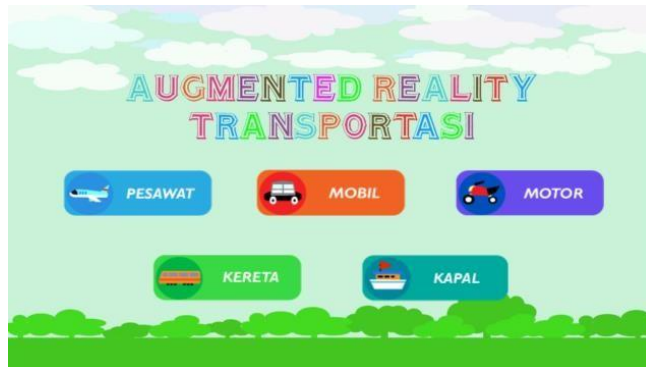 AUGMENTED REALITY
TRANSPORTASI
PESAWAT
MOBIL
MOTOR
KERETA
KAPAL